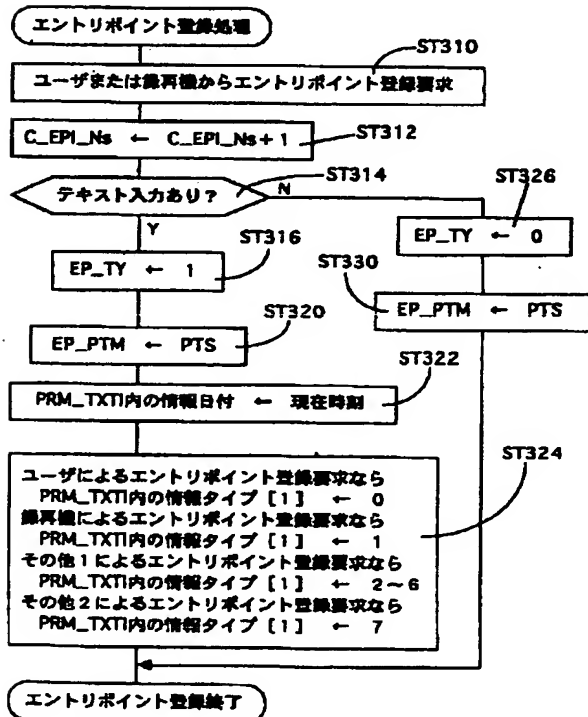 エントリポイント登録処理
ST310
ユーザまたは録再機からエントリポイント登録要求
C_EPI_Ns ← C_EPI_Ns+1
ST312
テキスト入力あり?
ST314
N
Y
ST326
EP_TY ← 0
ST316
EP_TY ← 1
ST330
EP_PTM ← PTS
ST320
EP_PTM ← PTS
ST322
PRM_TXTI内の情報日付 ← 現在時刻
ST324
ユーザによるエントリポイント登録要求なら
PRM_TXTI内の情報タイプ [1] ← 0
録再機によるエントリポイント登録要求なら
PRM_TXTI内の情報タイプ [1] ← 1
その他1によるエントリポイント登録要求なら
PRM_TXTI内の情報タイプ [1] ← 2~6
その他2によるエントリポイント登録要求なら
PRM_TXTI内の情報タイプ [1] ← 7
エントリポイント登録終了